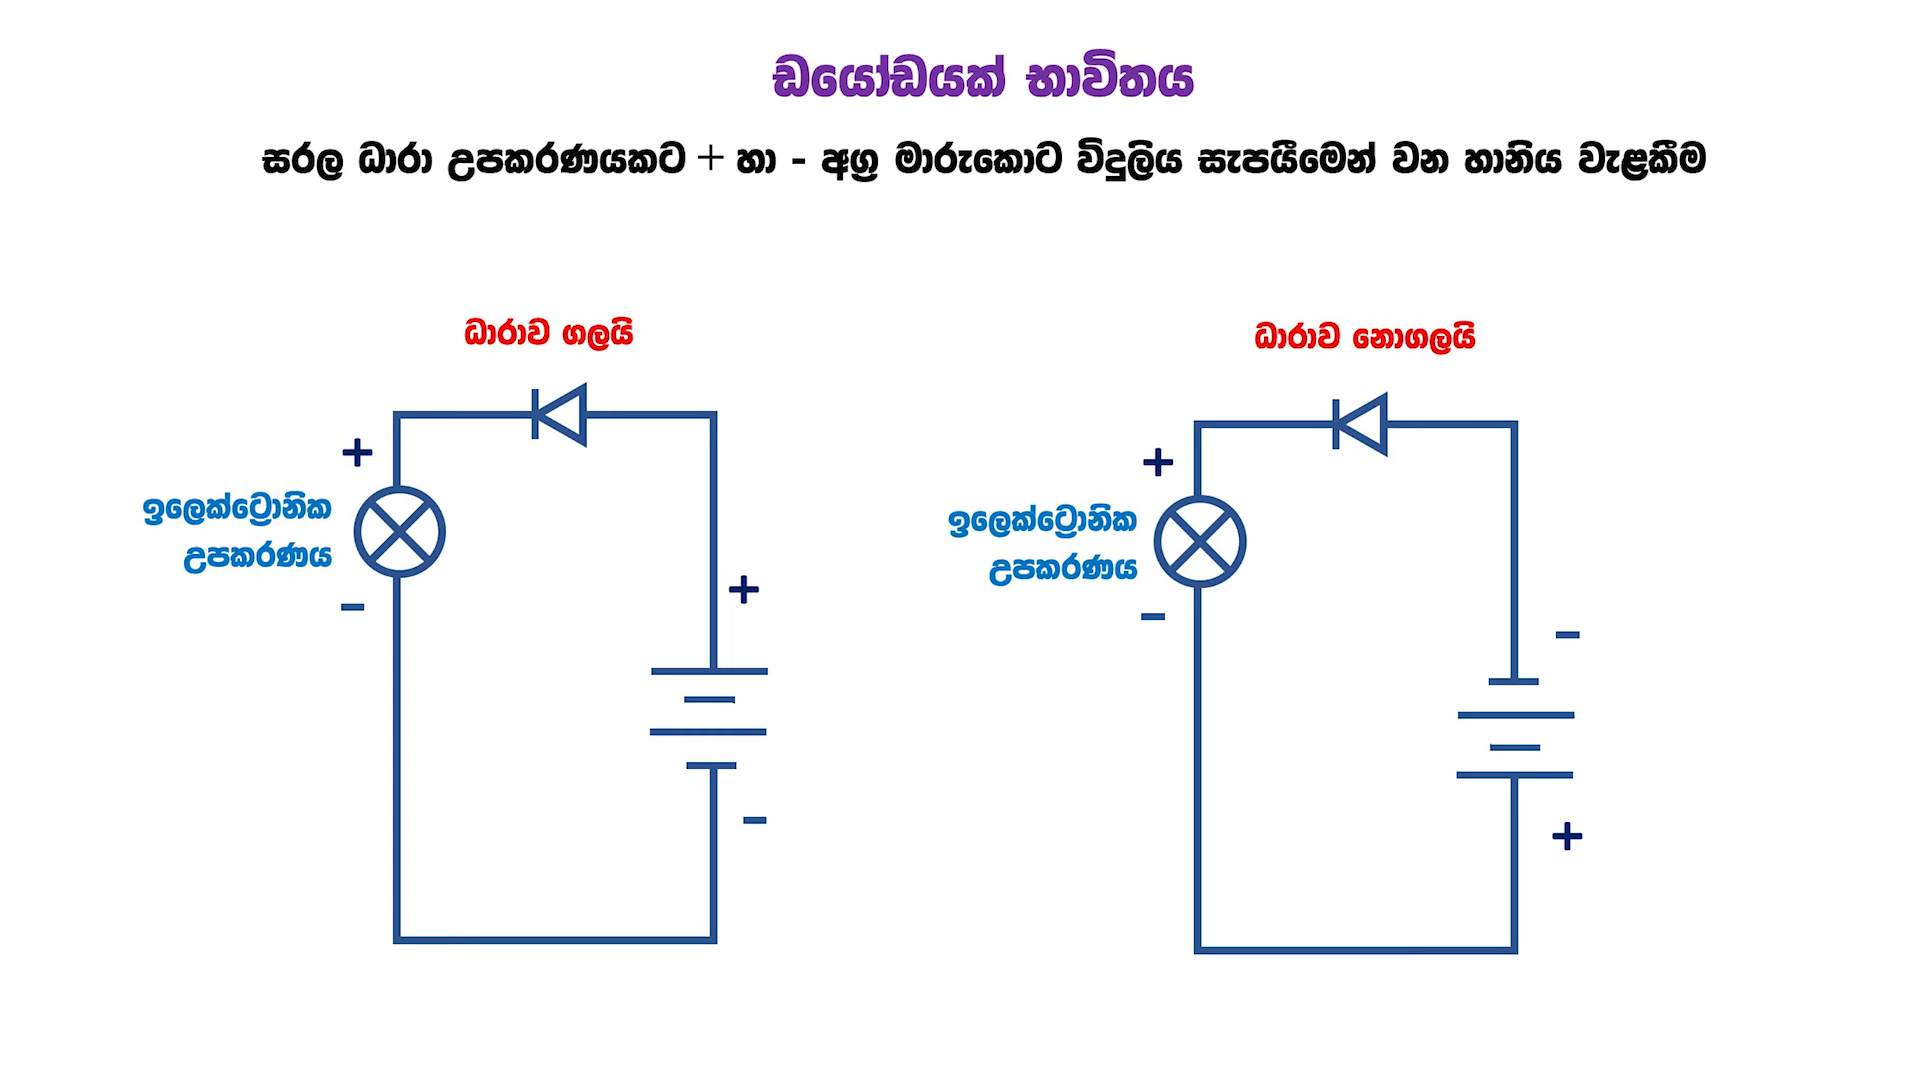 ඩයෝඩයක් භාවිතය
සරල ධාරා උපකරණයකට + හා - අග්‍ර මාරුකොට විදුලිය සැපයීමෙන් වන හානිය වැළකීම
ධාරාව ගලයි
+
ඉලෙක්ට්‍රොනික
උපකරණය
-
+
-
ධාරාව නොගලයි
+
ඉලෙක්ට්‍රොනික
උපකරණය
-
-
+